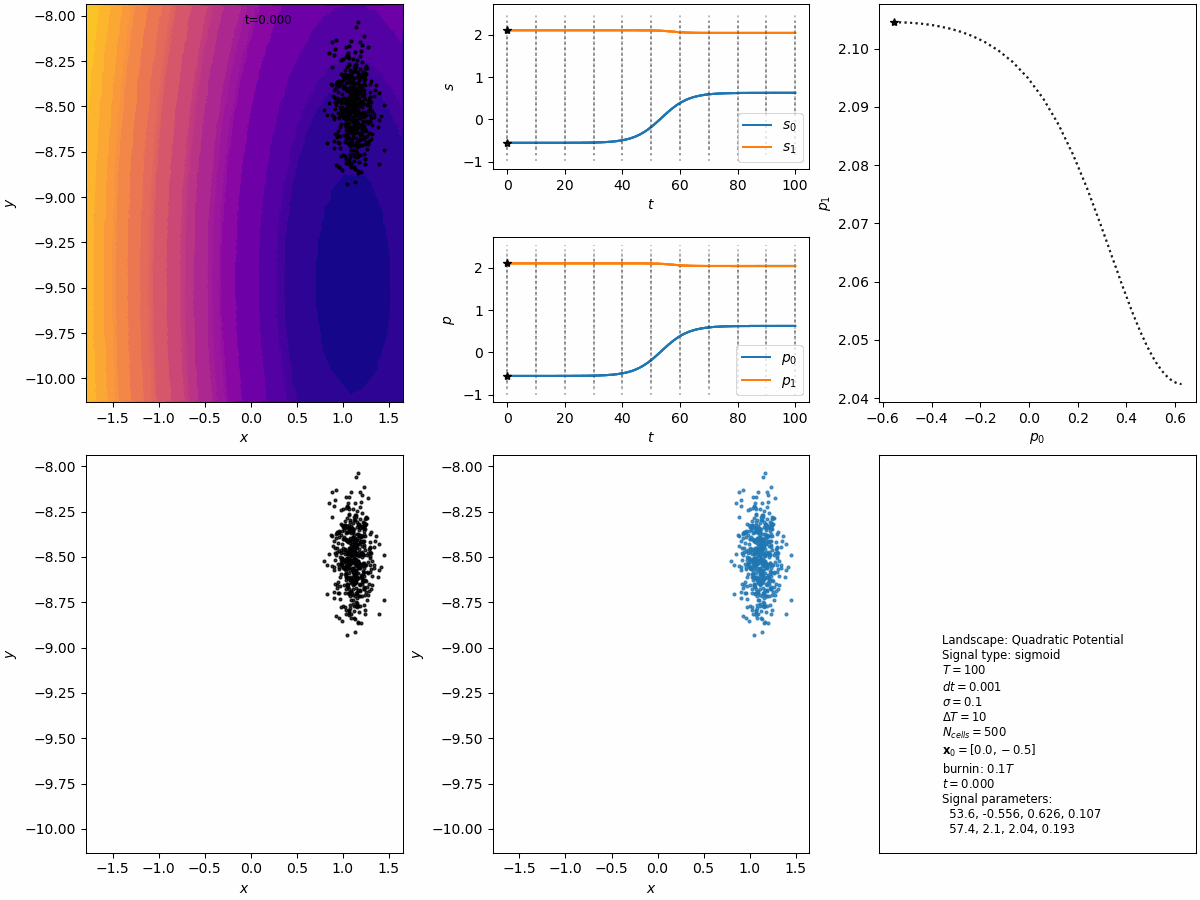 t=0.000
−8.00
−8.25
−8.50
−8.75
−9.00
−9.25
−9.50
−9.75
−10.00
y
−1.5 −1.0 −0.5 0.0 0.5 1.0 1.5
x
2
1
0
−1
s
s₀
s₁
0 20 40 60 80 100
t
2
1
0
−1
p
p₀
p₁
0 20 40 60 80 100
t
2.10
2.09
2.08
2.07
2.06
2.05
2.04
p₁
−0.6 −0.4 −0.2 0.0 0.2 0.4 0.6
p₀
−8.00
−8.25
−8.50
−8.75
−9.00
−9.25
−9.50
−9.75
−10.00
y
−1.5 −1.0 −0.5 0.0 0.5 1.0 1.5
x
−8.00
−8.25
−8.50
−8.75
−9.00
−9.25
−9.50
−9.75
−10.00
y
−1.5 −1.0 −0.5 0.0 0.5 1.0 1.5
x
Landscape: Quadratic Potential
Signal type: sigmoid
T = 100
dt = 0.001
σ = 0.1
ΔT = 10
N_cells = 500
x₀ = [0.0, −0.5]
burnin: 0.1T
t = 0.000
Signal parameters:
53.6, -0.556, 0.626, 0.107
57.4, 2.1, 2.04, 0.193